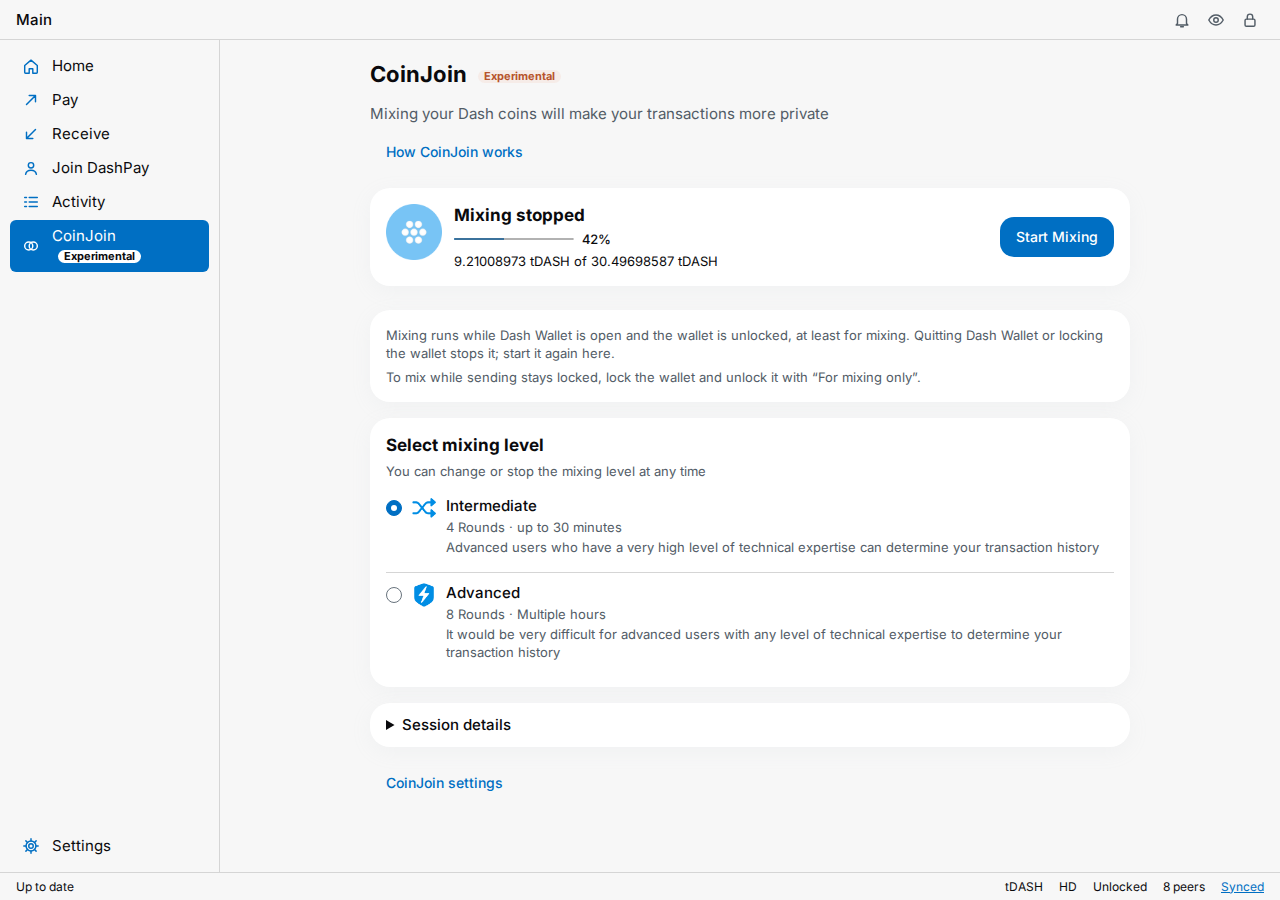 Main
Home
Pay
Receive
Join DashPay
Activity
CoinJoin
Experimental
Settings
CoinJoin Experimental
Mixing your Dash coins will make your transactions more private
How CoinJoin works
Mixing stopped
42%
9.21008973 tDASH of 30.49698587 tDASH
Start Mixing
Mixing runs while Dash Wallet is open and the wallet is unlocked, at least for mixing. Quitting Dash Wallet or locking
the wallet stops it; start it again here.
To mix while sending stays locked, lock the wallet and unlock it with “For mixing only”.
Select mixing level
You can change or stop the mixing level at any time
Intermediate
4 Rounds · up to 30 minutes
Advanced users who have a very high level of technical expertise can determine your transaction history
Advanced
8 Rounds · Multiple hours
It would be very difficult for advanced users with any level of technical expertise to determine your
transaction history
Session details
CoinJoin settings
Up to date
tDASH HD Unlocked 8 peers Synced